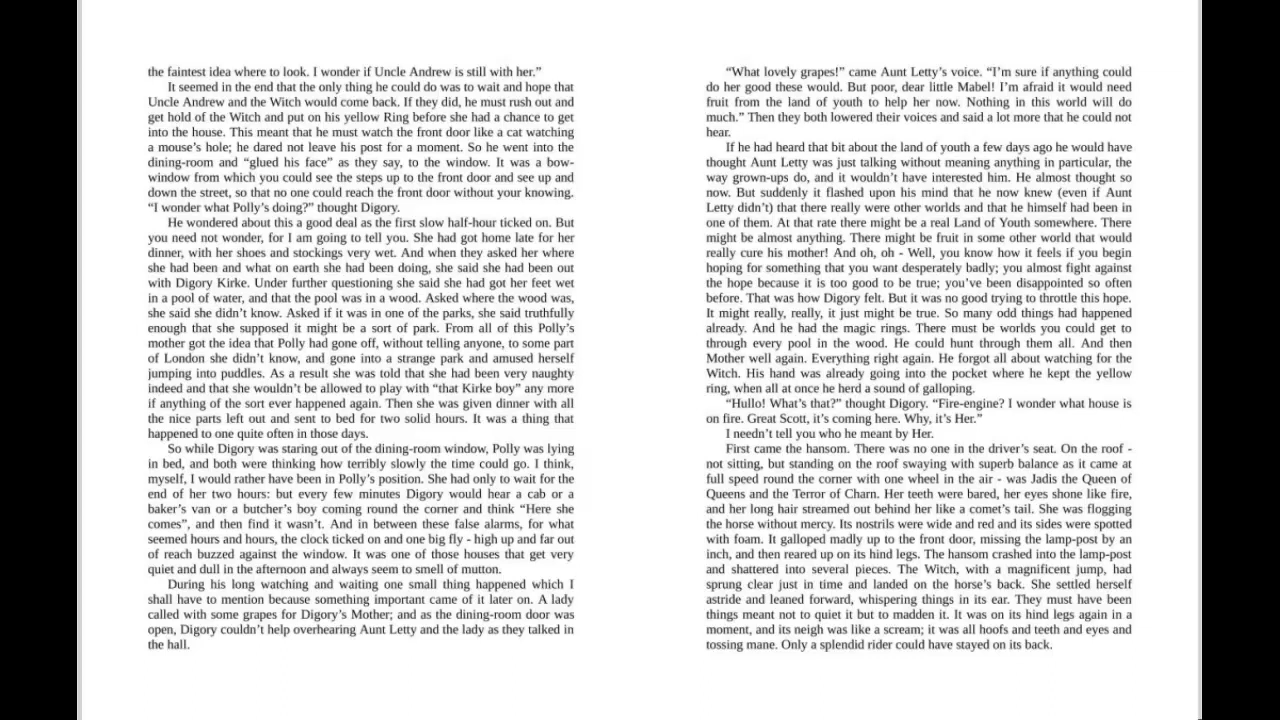 the faintest idea where to look. I wonder if Uncle Andrew is still with her.”
It seemed in the end that the only thing he could do was to wait and hope that
Uncle Andrew and the Witch would come back. If they did, he must rush out and
get hold of the Witch and put on his yellow Ring before she had a chance to get
into the house. This meant that he must watch the front door like a cat watching
a mouse’s hole; he dared not leave his post for a moment. So he went into the
dining-room and “glued his face” as they say, to the window. It was a bow-
window from which you could see the steps up to the front door and see up and
down the street, so that no one could reach the front door without your knowing.
“I wonder what Polly’s doing?” thought Digory.
He wondered about this a good deal as the first slow half-hour ticked on. But
you need not wonder, for I am going to tell you. She had got home late for her
dinner, with her shoes and stockings very wet. And when they asked her where
she had been and what on earth she had been doing, she said she had been out
with Digory Kirke. Under further questioning she said she had got her feet wet
in a pool of water, and that the pool was in a wood. Asked where the wood was,
she said she didn’t know. Asked if it was in one of the parks, she said truthfully
enough that she supposed it might be a sort of park. From all of this Polly’s
mother got the idea that Polly had gone off, without telling anyone, to some part
of London she didn’t know, and gone into a strange park and amused herself
jumping into puddles. As a result she was told that she had been very naughty
indeed and that she wouldn’t be allowed to play with “that Kirke boy” any more
if anything of the sort ever happened again. Then she was given dinner with all
the nice parts left out and sent to bed for two solid hours. It was a thing that
happened to one quite often in those days.
So while Digory was staring out of the dining-room window, Polly was lying
in bed, and both were thinking how terribly slowly the time could go. I think,
myself, I would rather have been in Polly’s position. She had only to wait for the
end of her two hours: but every few minutes Digory would hear a cab or a
baker’s van or a butcher’s boy coming round the corner and think “Here she
comes”, and then find it wasn’t. And in between these false alarms, for what
seemed hours and hours, the clock ticked on and one big fly - high up and far out
of reach buzzed against the window. It was one of those houses that get very
quiet and dull in the afternoon and always seem to smell of mutton.
During his long watching and waiting one small thing happened which I
shall have to mention because something important came of it later on. A lady
called with some grapes for Digory’s Mother; and as the dining-room door was
open, Digory couldn’t help overhearing Aunt Letty and the lady as they talked in
the hall.
“What lovely grapes!” came Aunt Letty’s voice. “I’m sure if anything could
do her good these would. But poor, dear little Mabel! I’m afraid it would need
fruit from the land of youth to help her now. Nothing in this world will do
much.” Then they both lowered their voices and said a lot more that he could not
hear.
If he had heard that bit about the land of youth a few days ago he would have
thought Aunt Letty was just talking without meaning anything in particular, the
way grown-ups do, and it wouldn’t have interested him. He almost thought so
now. But suddenly it flashed upon his mind that he now knew (even if Aunt
Letty didn’t) that there really were other worlds and that he himself had been in
one of them. At that rate there might be a real Land of Youth somewhere. There
might be almost anything. There might be fruit in some other world that would
really cure his mother! And oh, oh - Well, you know how it feels if you begin
hoping for something that you want desperately badly; you almost fight against
the hope because it is too good to be true; you’ve been disappointed so often
before. That was how Digory felt. But it was no good trying to throttle this hope.
It might really, really, it just might be true. So many odd things had happened
already. And he had the magic rings. There must be worlds you could get to
through every pool in the wood. He could hunt through them all. And then
Mother well again. Everything right again. He forgot all about watching for the
Witch. His hand was already going into the pocket where he kept the yellow
ring, when all at once he herd a sound of galloping.
“Hullo! What’s that?” thought Digory. “Fire-engine? I wonder what house is
on fire. Great Scott, it’s coming here. Why, it’s Her.”
I needn’t tell you who he meant by Her.
First came the hansom. There was no one in the driver’s seat. On the roof -
not sitting, but standing on the roof swaying with superb balance as it came at
full speed round the corner with one wheel in the air - was Jadis the Queen of
Queens and the Terror of Charn. Her teeth were bared, her eyes shone like fire,
and her long hair streamed out behind her like a comet’s tail. She was flogging
the horse without mercy. Its nostrils were wide and red and its sides were spotted
with foam. It galloped madly up to the front door, missing the lamp-post by an
inch, and then reared up on its hind legs. The hansom crashed into the lamp-post
and shattered into several pieces. The Witch, with a magnificent jump, had
sprung clear just in time and landed on the horse’s back. She settled herself
astride and leaned forward, whispering things in its ear. They must have been
things meant not to quiet it but to madden it. It was on its hind legs again in a
moment, and its neigh was like a scream; it was all hoofs and teeth and eyes and
tossing mane. Only a splendid rider could have stayed on its back.